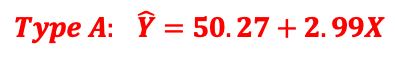 Type A: Ŷ = 50.27 + 2.99X